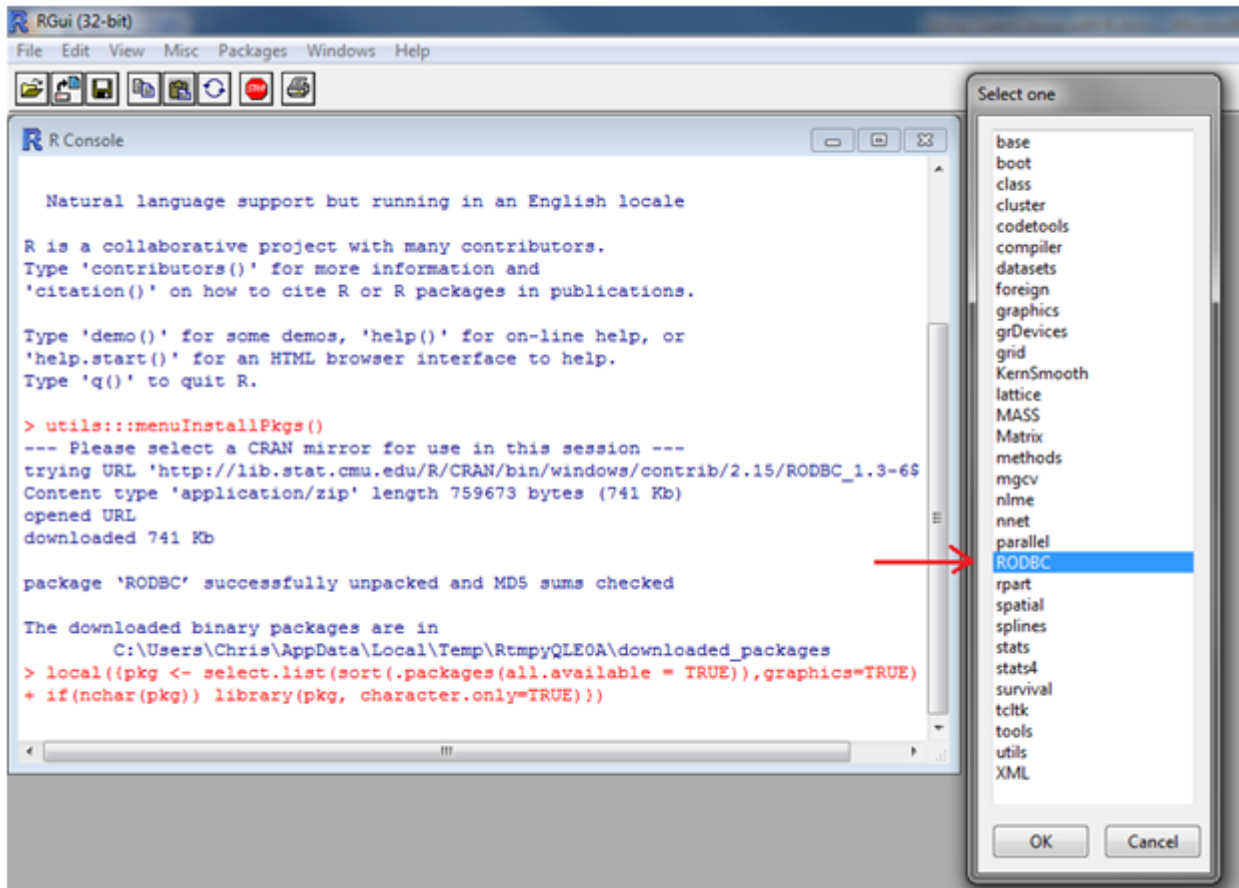 RGui (32-bit)
File Edit View Misc Packages Windows Help
STOP
R Console
Natural language support but running in an English locale
R is a collaborative project with many contributors.
Type 'contributors()' for more information and
'citation()' on how to cite R or R packages in publications.
Type 'demo()' for some demos, 'help()' for on-line help, or
'help.start()' for an HTML browser interface to help.
Type 'q()' to quit R.
> utils:::menuInstallPkgs()
--- Please select a CRAN mirror for use in this session ---
trying URL 'http://lib.stat.cmu.edu/R/CRAN/bin/windows/contrib/2.15/RODBC_1.3-6$
Content type 'application/zip' length 759673 bytes (741 Kb)
opened URL
downloaded 741 Kb
package ‘RODBC’ successfully unpacked and MD5 sums checked
The downloaded binary packages are in
C:\Users\Chris\AppData\Local\Temp\RtmpyQLE0A\downloaded_packages
> local({pkg <- select.list(sort(.packages(all.available = TRUE)),graphics=TRUE)
+ if(nchar(pkg)) library(pkg, character.only=TRUE)})
Select one
base
boot
class
cluster
codetools
compiler
datasets
foreign
graphics
grDevices
grid
KernSmooth
lattice
MASS
Matrix
methods
mgcv
nlme
nnet
parallel
RODBC
rpart
spatial
splines
stats
stats4
survival
tcltk
tools
utils
XML
OK Cancel